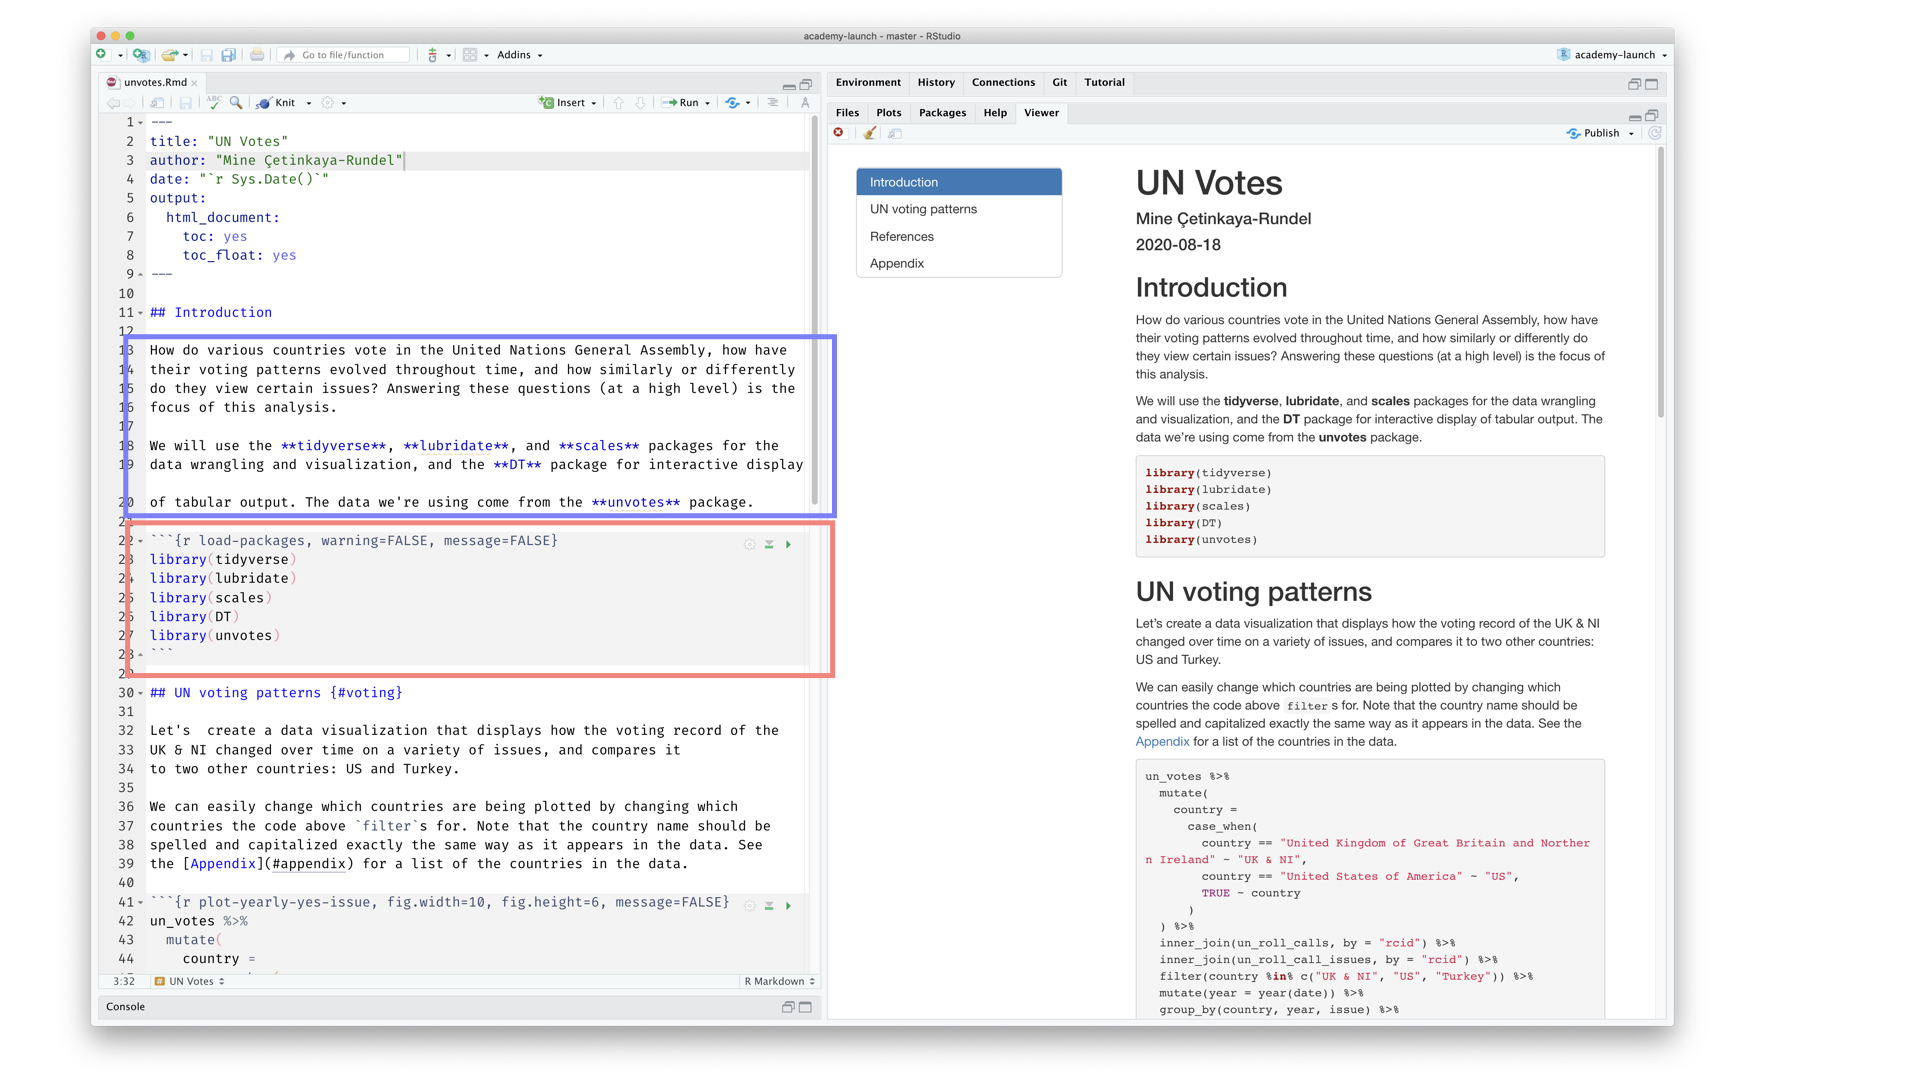 academy-launch - master - RStudio
Go to file/function
Addins
academy-launch
unvotes.Rmd
Knit
Insert
Run
1 ---
2 title: "UN Votes"
3 author: "Mine Çetinkaya-Rundel"
4 date: "`r Sys.Date()`"
5 output:
6 html_document:
7 toc: yes
8 toc_float: yes
9 ---
10
11 ## Introduction
12
13 How do various countries vote in the United Nations General Assembly, how have
14 their voting patterns evolved throughout time, and how similarly or differently
15 do they view certain issues? Answering these questions (at a high level) is the
16 focus of this analysis.
17
18 We will use the **tidyverse**, **lubridate**, and **scales** packages for the
19 data wrangling and visualization, and the **DT** package for interactive display
20 of tabular output. The data we're using come from the **unvotes** package.
21
22 ```{r load-packages, warning=FALSE, message=FALSE}
23 library(tidyverse)
24 library(lubridate)
25 library(scales)
26 library(DT)
27 library(unvotes)
28 ```
29
30 ## UN voting patterns {#voting}
31
32 Let's  create a data visualization that displays how the voting record of the
33 UK & NI changed over time on a variety of issues, and compares it
34 to two other countries: US and Turkey.
35
36 We can easily change which countries are being plotted by changing which
37 countries the code above `filter`s for. Note that the country name should be
38 spelled and capitalized exactly the same way as it appears in the data. See
39 the [Appendix](#appendix) for a list of the countries in the data.
40
41 ```{r plot-yearly-yes-issue, fig.width=10, fig.height=6, message=FALSE}
42 un_votes %>%
43 mutate(
44 country =
3:32 UN Votes R Markdown
Console
Environment History Connections Git Tutorial
Files Plots Packages Help Viewer
Publish
Introduction
UN voting patterns
References
Appendix
UN Votes
Mine Çetinkaya-Rundel
2020-08-18
Introduction
How do various countries vote in the United Nations General Assembly, how have
their voting patterns evolved throughout time, and how similarly or differently do
they view certain issues? Answering these questions (at a high level) is the focus of
this analysis.
We will use the tidyverse, lubridate, and scales packages for the data wrangling
and visualization, and the DT package for interactive display of tabular output. The
data we're using come from the unvotes package.
library(tidyverse)
library(lubridate)
library(scales)
library(DT)
library(unvotes)
UN voting patterns
Let's create a data visualization that displays how the voting record of the UK & NI
changed over time on a variety of issues, and compares it to two other countries:
US and Turkey.
We can easily change which countries are being plotted by changing which
countries the code above filter s for. Note that the country name should be
spelled and capitalized exactly the same way as it appears in the data. See the
Appendix for a list of the countries in the data.
un_votes %>%
mutate(
country =
case_when(
country == "United Kingdom of Great Britain and Norther
n Ireland" ~ "UK & NI",
country == "United States of America" ~ "US",
TRUE ~ country
)
) %>%
inner_join(un_roll_calls, by = "rcid") %>%
inner_join(un_roll_call_issues, by = "rcid") %>%
filter(country %in% c("UK & NI", "US", "Turkey")) %>%
mutate(year = year(date)) %>%
group_by(country, year, issue) %>%